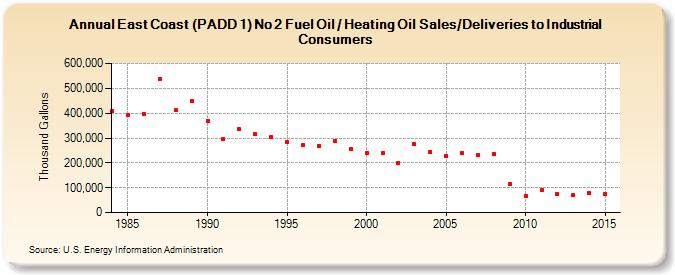 Annual East Coast (PADD 1) No 2 Fuel Oil / Heating Oil Sales/Deliveries to Industrial
Consumers
Thousand Gallons
600,000
500,000
400,000
300,000
200,000
100,000
0
1985 1990 1995 2000 2005 2010 2015
Source: U.S. Energy Information Administration